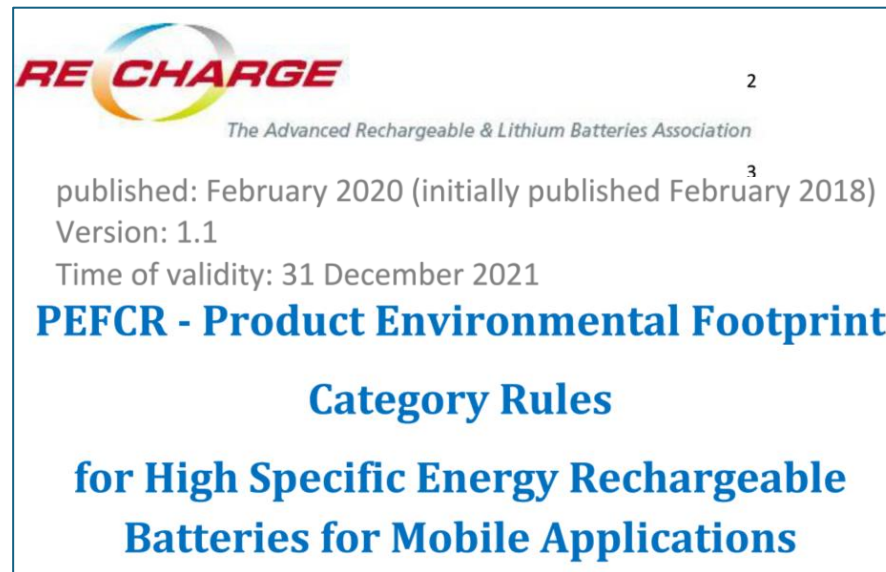 RE CHARGE
2
The Advanced Rechargeable & Lithium Batteries Association
3
published: February 2020 (initially published February 2018)
Version: 1.1
Time of validity: 31 December 2021
PEFCR - Product Environmental Footprint
Category Rules
for High Specific Energy Rechargeable
Batteries for Mobile Applications